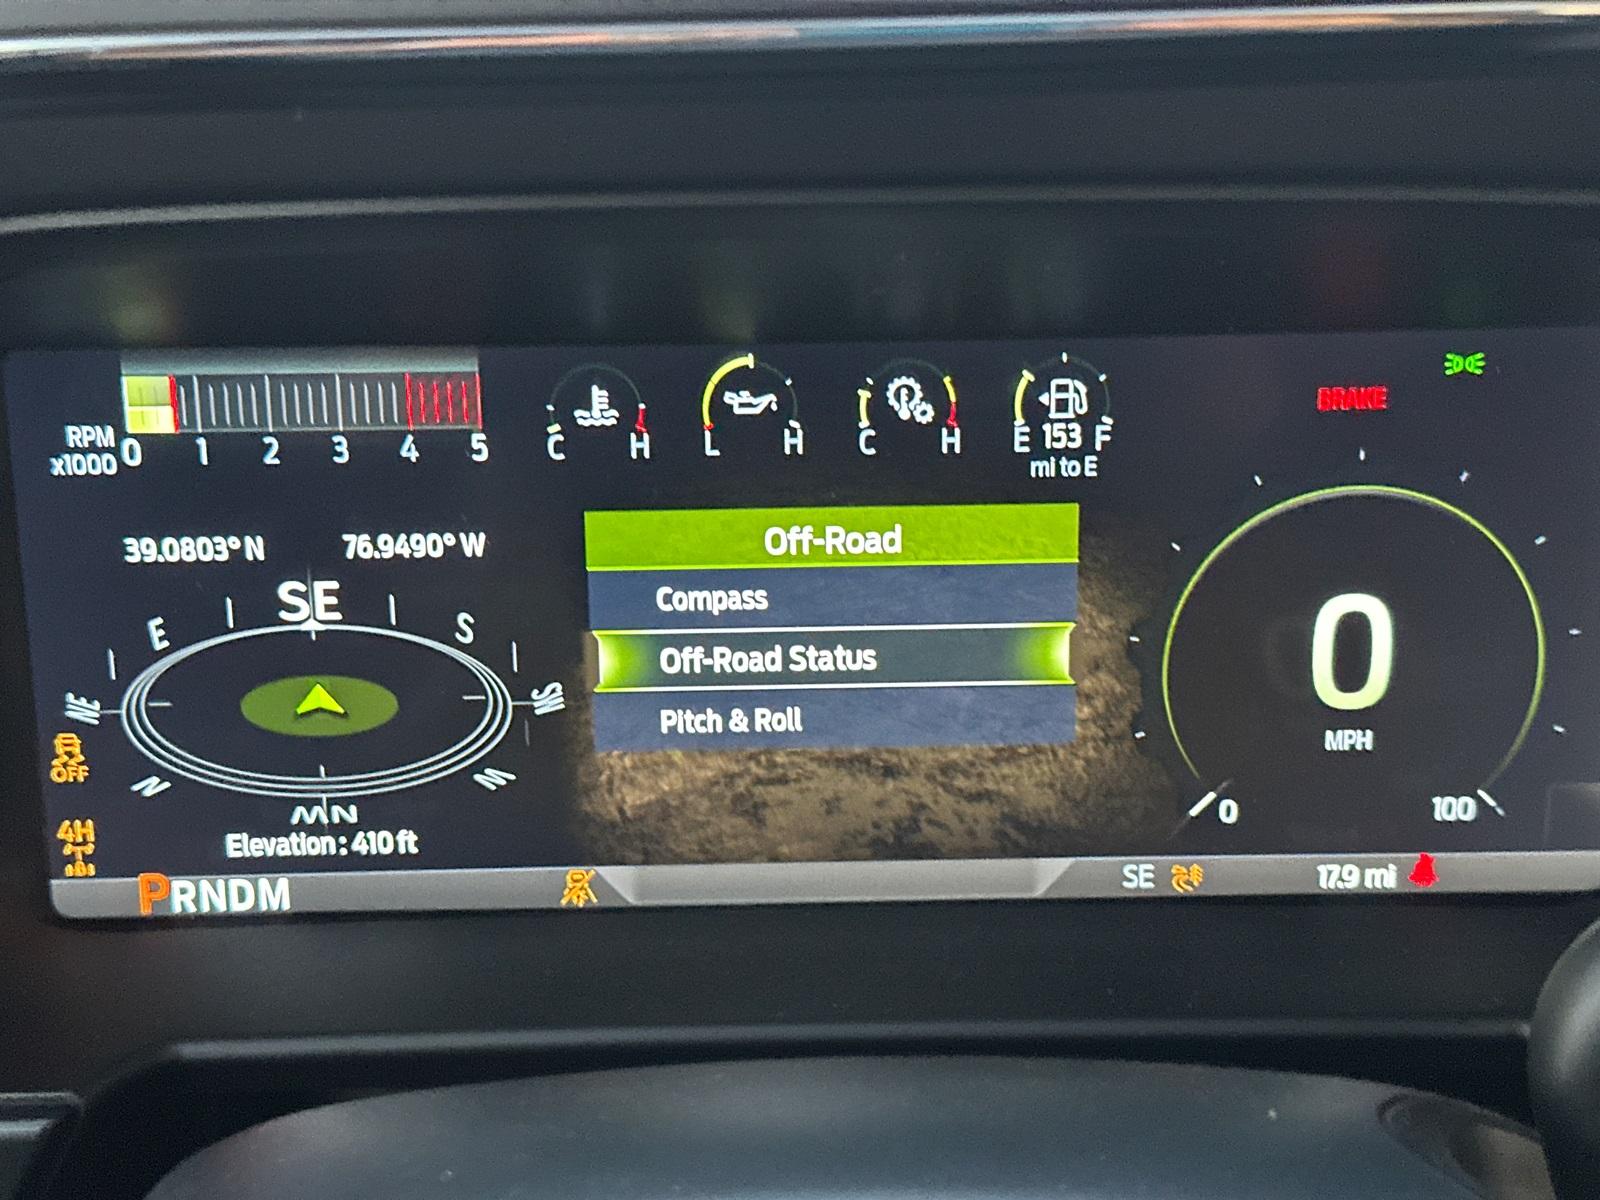 RPM
x1000 0 1 2 3 4 5
C H
L H
C H
E 153 F
mi to E
BRAKE
39.0803° N 76.9490° W
SE
E S
NE SW
N W
NW
Elevation: 410 ft
OFF
4H
PRNDM
Off-Road
Compass
Off-Road Status
Pitch & Roll
0
MPH
0 100
SE
17.9 mi